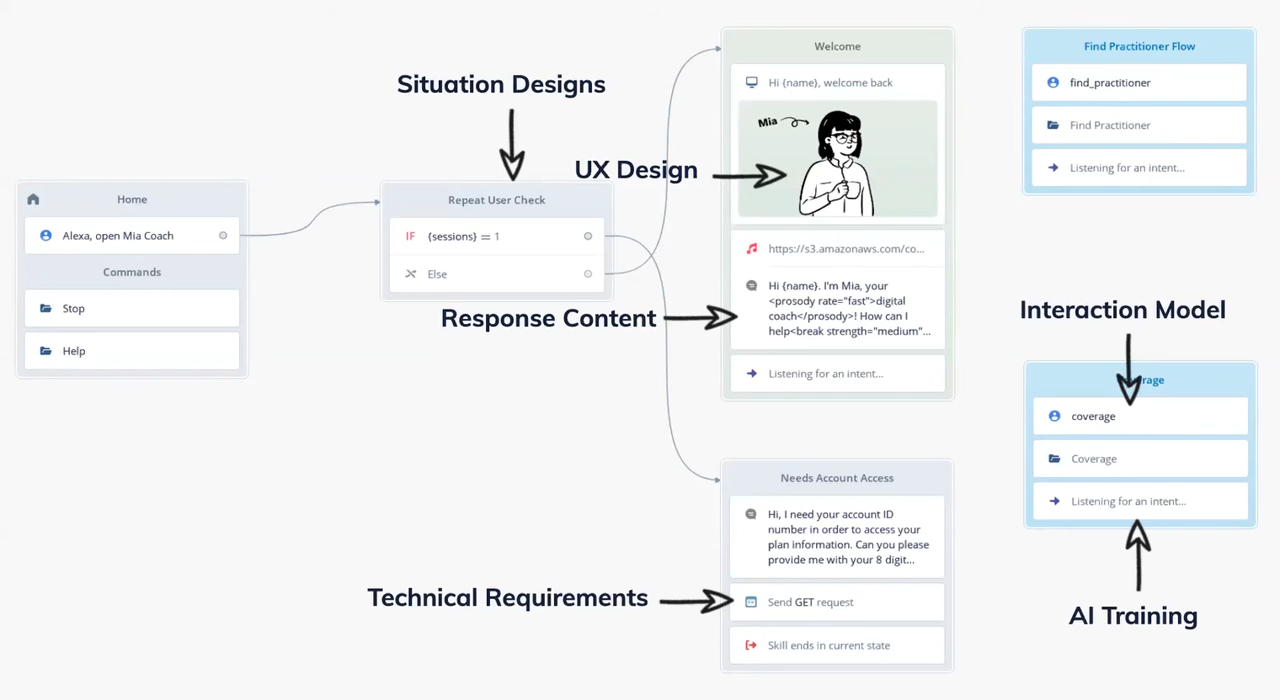 Situation Designs
Home
Alexa, open Mia Coach
Commands
Stop
Help
Repeat User Check
IF {sessions} = 1
Else
UX Design
Response Content
Technical Requirements
Welcome
Hi {name}, welcome back
Mia
https://s3.amazonaws.com/co...
Hi {name}. I'm Mia, your
<prosody rate="fast">digital
coach</prosody>! How can I
help<break strength="medium"...
Listening for an intent...
Needs Account Access
Hi, I need your account ID
number in order to access your
plan information. Can you please
provide me with your 8 digit...
Send GET request
Skill ends in current state
Find Practitioner Flow
find_practitioner
Find Practitioner
Listening for an intent...
Interaction Model
coverage
Coverage
Listening for an intent...
AI Training